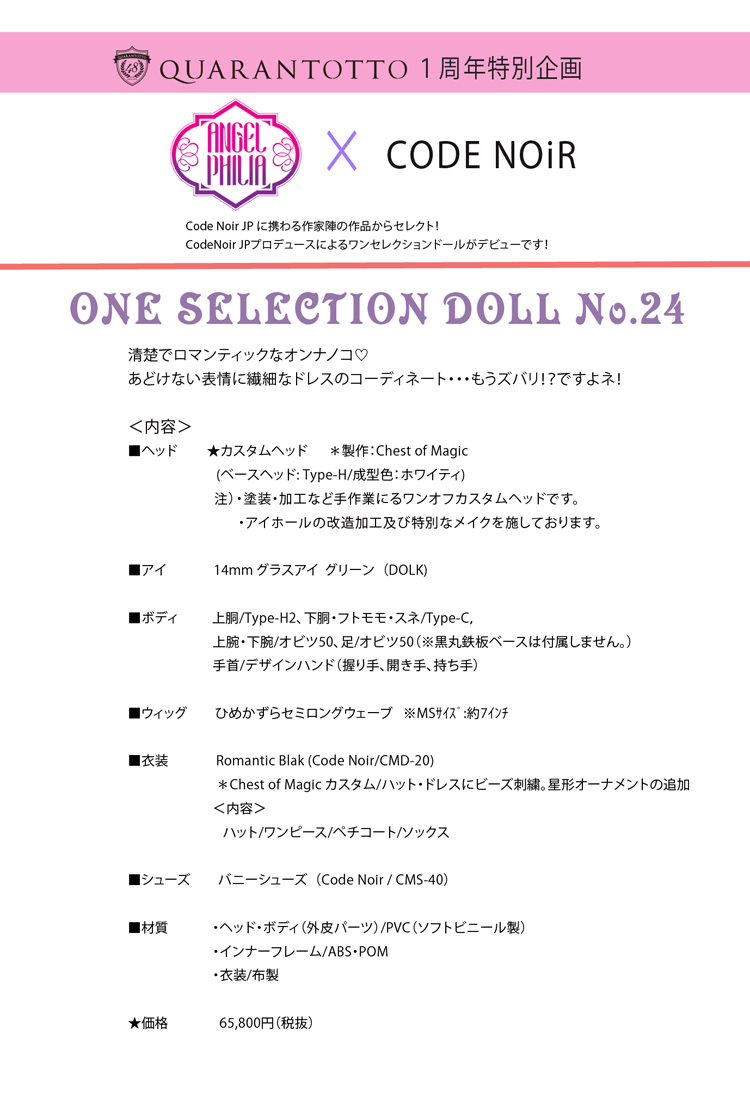 QUARANTOTTO 48 QUARANTOTTO 1周年特別企画
ANGEL PHILIA X CODE NOiR
Code Noir JP に携わる作家陣の作品からセレクト!
CodeNoir JPプロデュースによるワンセレクションドールがデビューです!
ONE SELECTION DOLL No.24
清楚でロマンティックなオンナノコ♡
あどけない表情に繊細なドレスのコーディネート・・・もうズバリ!?ですよネ!
＜内容＞
■ヘッド ★カスタムヘッド ＊製作:Chest of Magic
(ベースヘッド: Type-H/成型色:ホワイティ)
注)・塗装・加工など手作業にるワンオフカスタムヘッドです。
・アイホールの改造加工及び特別なメイクを施しております。
■アイ 14mm グラスアイ グリーン (DOLK)
■ボディ 上胴/Type-H2、下胴・フトモモ・スネ/Type-C,
上腕・下腕/オビツ50、足/オビツ50(※黒丸鉄板ベースは付属しません。)
手首/デザインハンド(握り手、開き手、持ち手)
■ウィッグ ひめかずらセミロングウェーブ ※MSｻｲｽﾞ:約7ｲﾝﾁ
■衣装 Romantic Blak (Code Noir/CMD-20)
＊Chest of Magic カスタム/ハット・ドレスにビーズ刺繍。星形オーナメントの追加
＜内容＞
ハット/ワンピース/ペチコート/ソックス
■シューズ バニーシューズ (Code Noir / CMS-40)
■材質 ・ヘッド・ボディ(外皮パーツ)/PVC(ソフトビニール製)
・インナーフレーム/ABS・POM
・衣装/布製
★価格 65,800円(税抜)